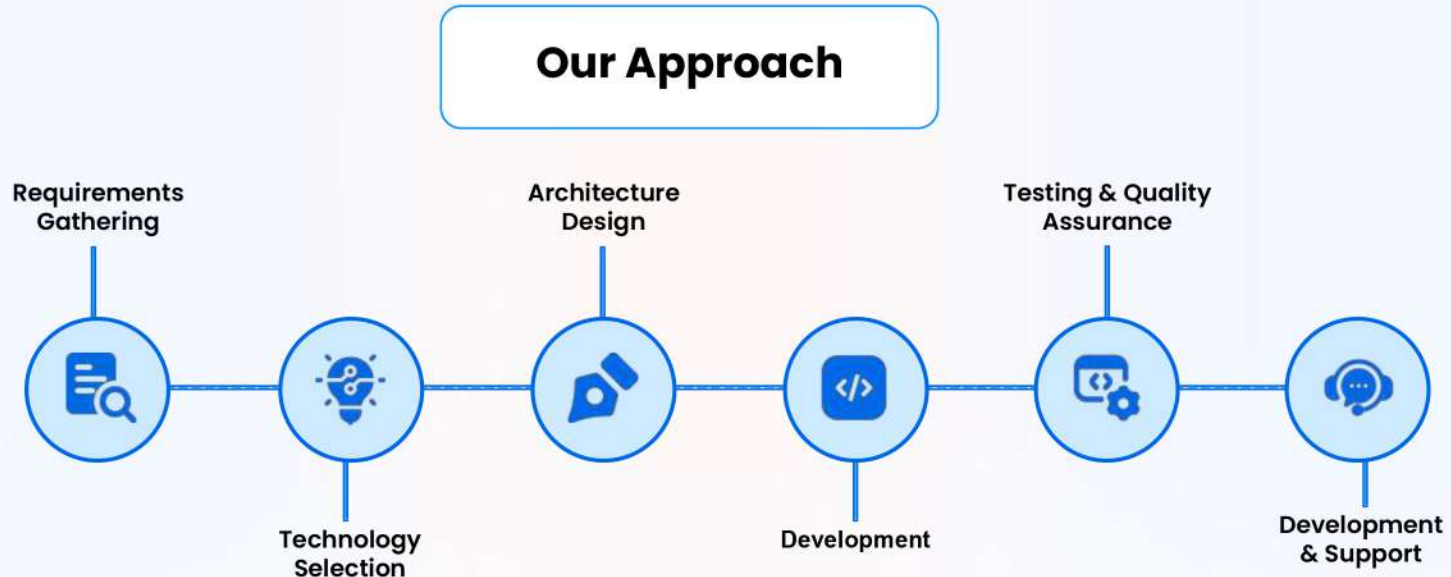 Our Approach
Requirements
Gathering
Technology
Selection
Architecture
Design
Development
Testing & Quality
Assurance
Development
& Support